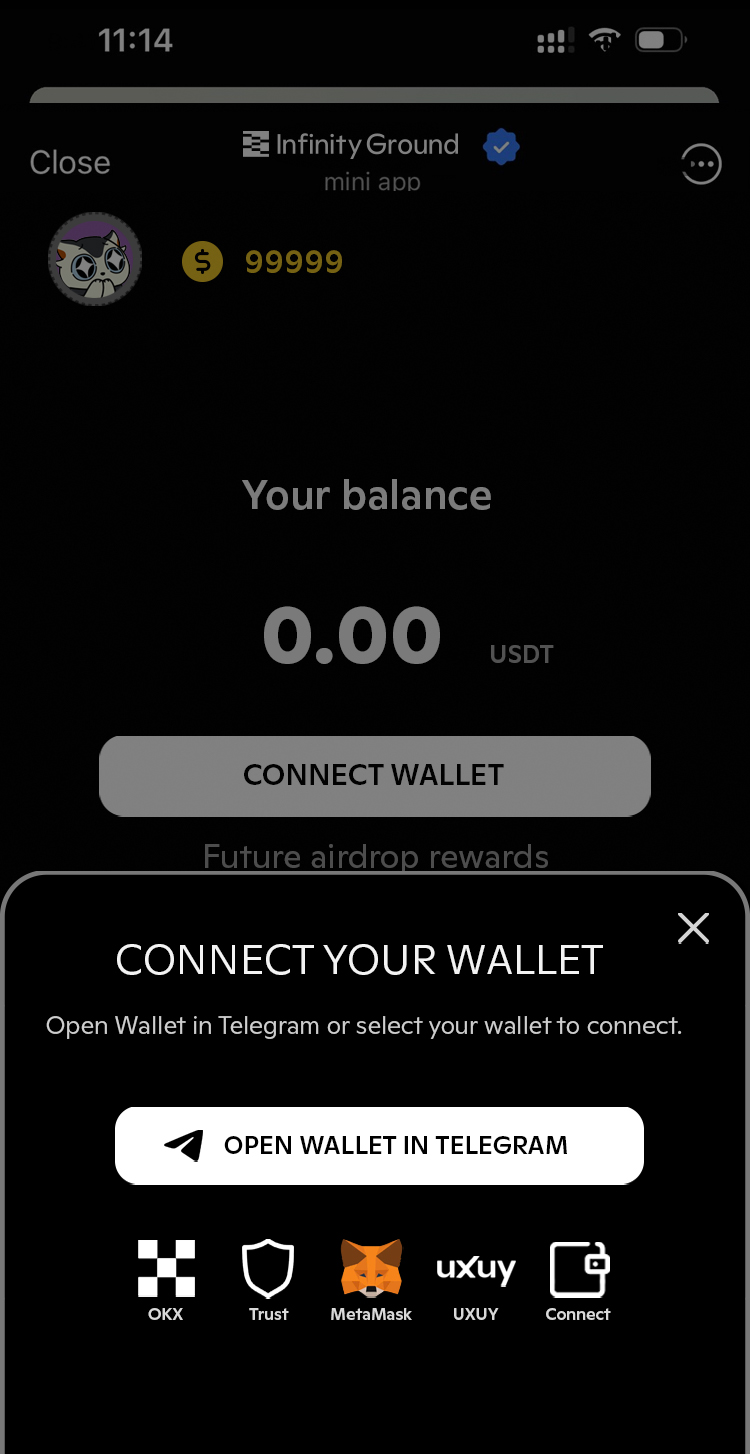 11:14
Close
Infinity Ground
mini app
$ 99999
Your balance
0.00 USDT
CONNECT WALLET
Future airdrop rewards
CONNECT YOUR WALLET
Open Wallet in Telegram or select your wallet to connect.
OPEN WALLET IN TELEGRAM
uxuy
OKX Trust MetaMask UXUY Connect